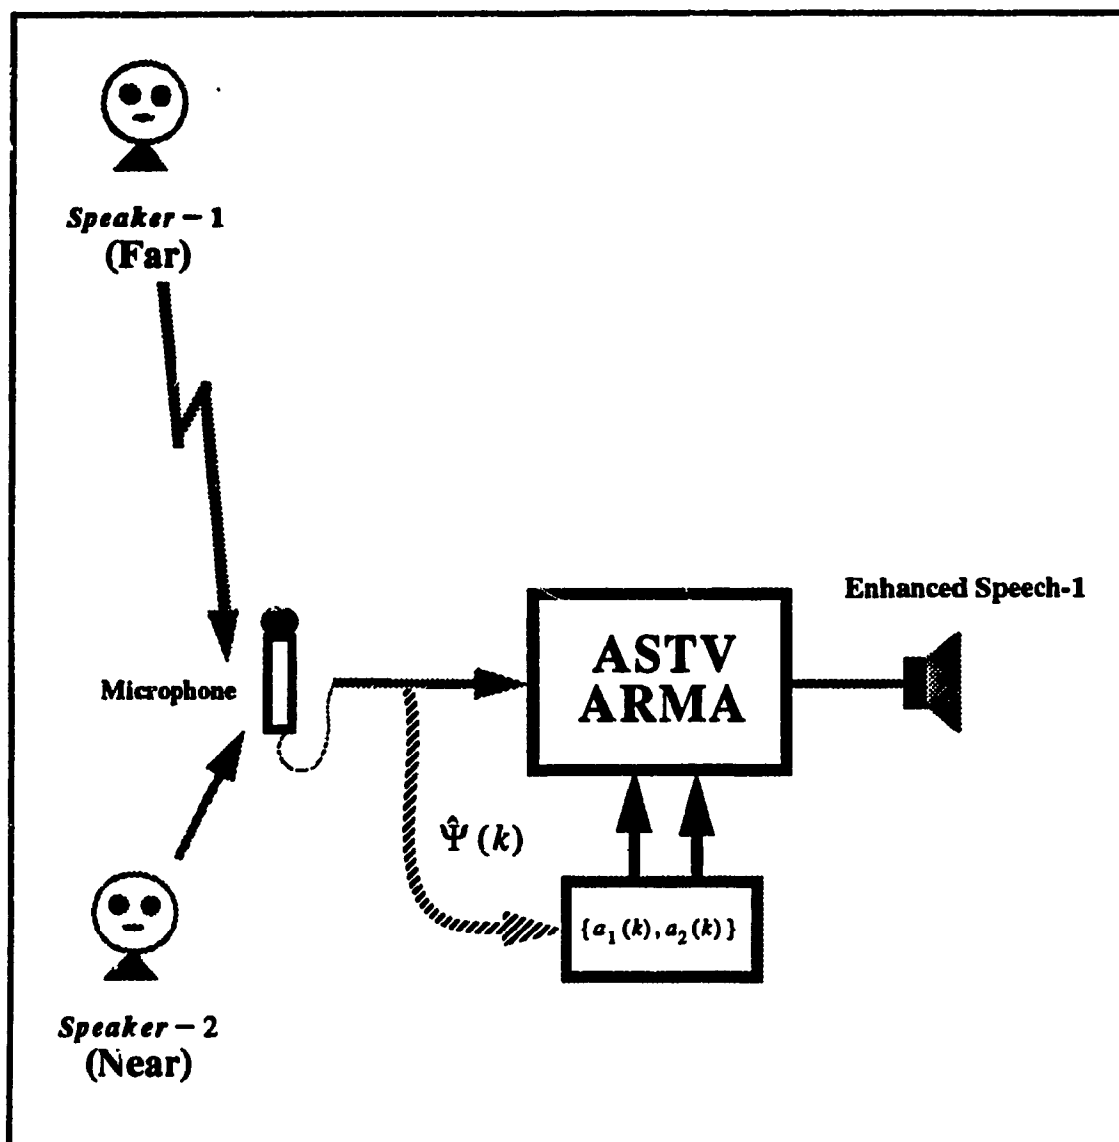 Speaker – 1
(Far)
Enhanced Speech-1
ASTV
ARMA
Microphone
Ψ̂ (k)
{a₁(k), a₂(k)}
Speaker – 2
(Near)